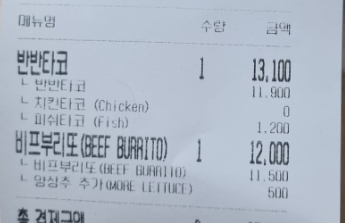 메뉴명 수량 금액
반반타코 1 13,100
ㄴ 반반타코 11,900
ㄴ 치킨타코 (Chicken) 0
ㄴ 피쉬타코 (Fish) 1,200
비프부리또(BEEF BURRITO) 1 12,000
ㄴ 비프부리또(BEEF BURRITO) 11,500
ㄴ 양상추 추가(MORE LETTUCE) 500
총 결제금액